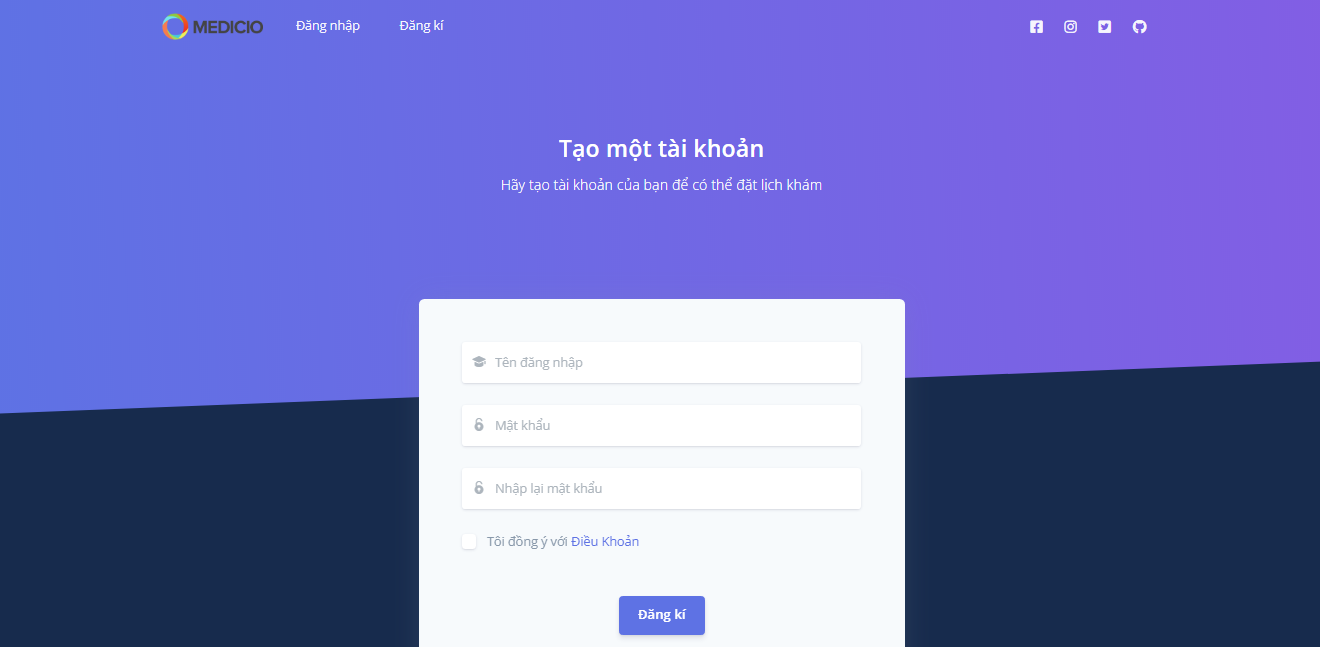 MEDICIO Đăng nhập Đăng kí
Tạo một tài khoản
Hãy tạo tài khoản của bạn để có thể đặt lịch khám
Tên đăng nhập
Mật khẩu
Nhập lại mật khẩu
Tôi đồng ý với Điều Khoản
Đăng kí